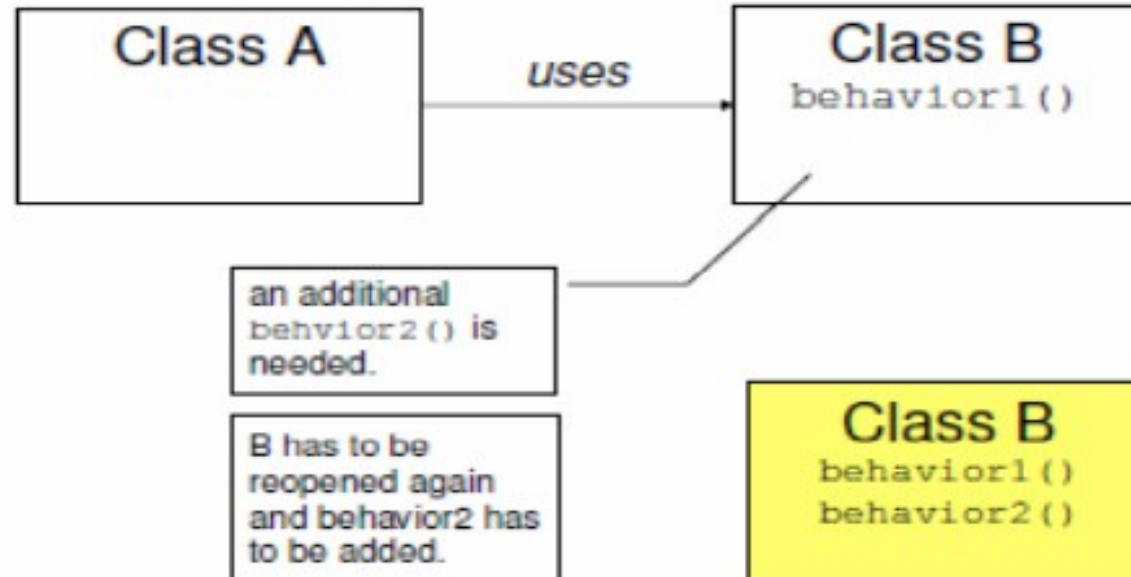 Class A
uses
Class B
behavior1()
an additional
behvior2() is
needed.
B has to be
reopened again
and behavior2 has
to be added.
Class B
behavior1()
behavior2()